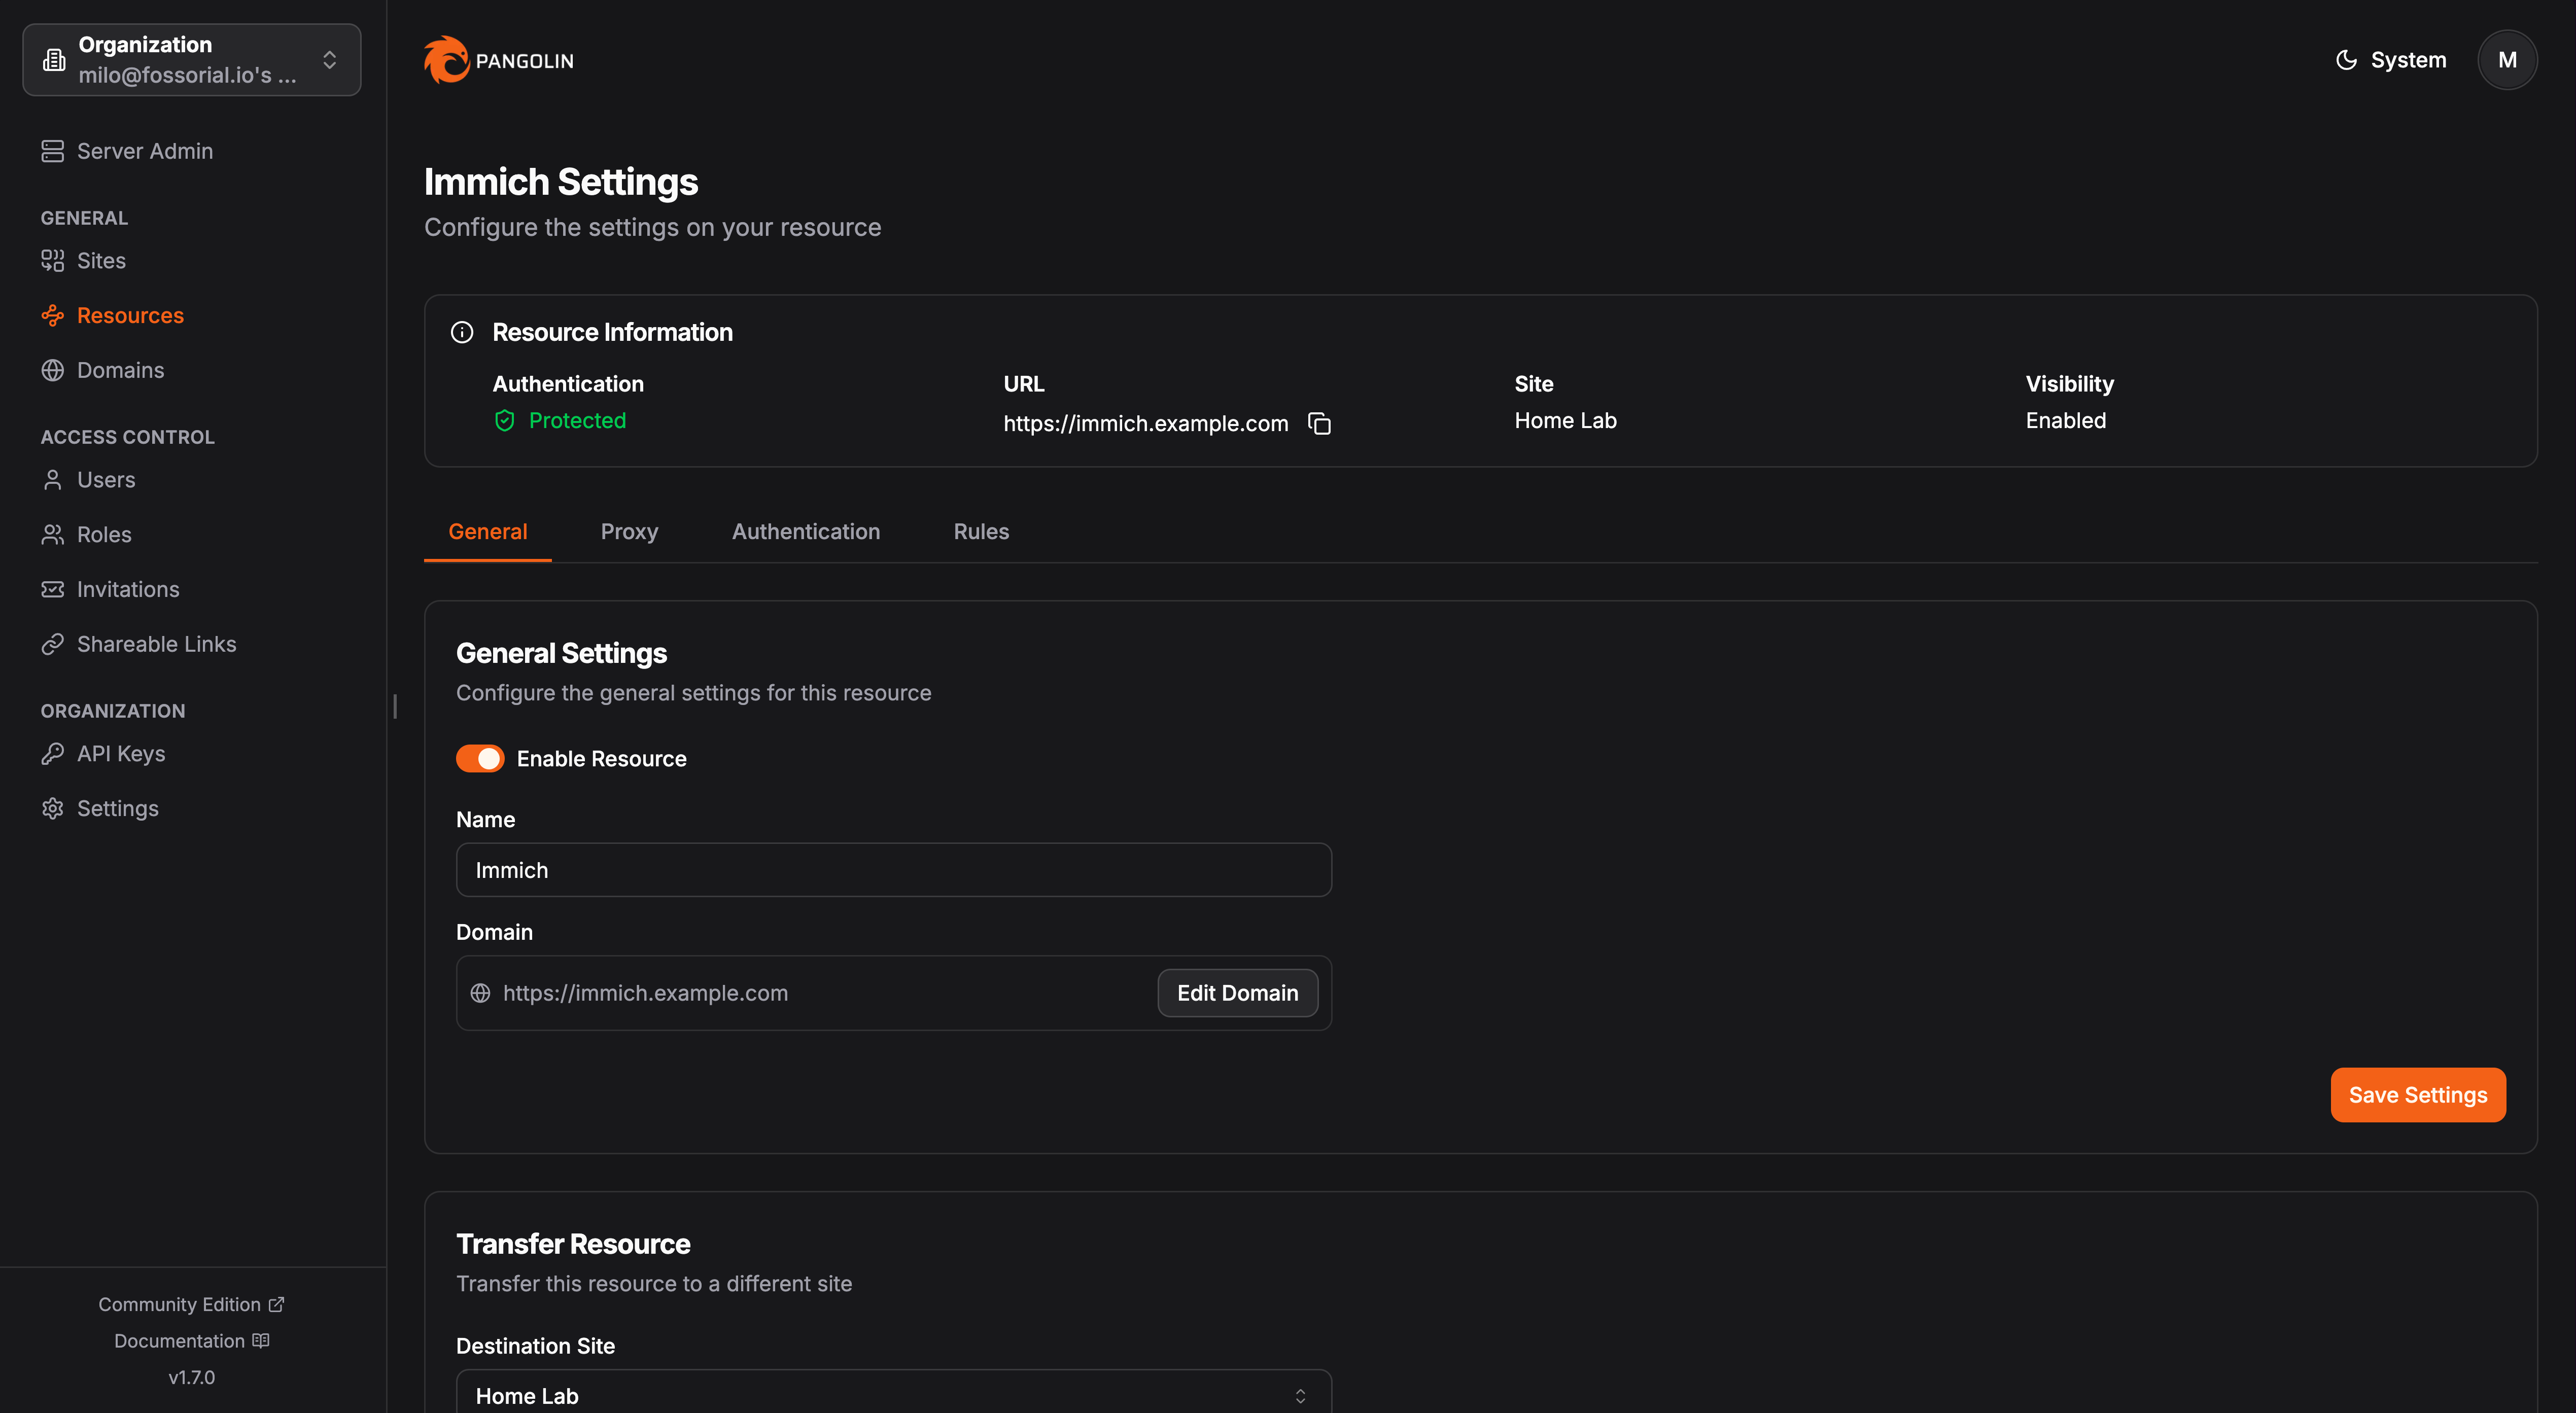 Organization
milo@fossorial.io's ...
Server Admin
GENERAL
Sites
Resources
Domains
ACCESS CONTROL
Users
Roles
Invitations
Shareable Links
ORGANIZATION
API Keys
Settings
Community Edition
Documentation
v1.7.0
PANGOLIN
System
M
Immich Settings
Configure the settings on your resource
Resource Information
Authentication
Protected
URL
https://immich.example.com
Site
Home Lab
Visibility
Enabled
General
Proxy
Authentication
Rules
General Settings
Configure the general settings for this resource
Enable Resource
Name
Immich
Domain
https://immich.example.com
Edit Domain
Save Settings
Transfer Resource
Transfer this resource to a different site
Destination Site
Home Lab